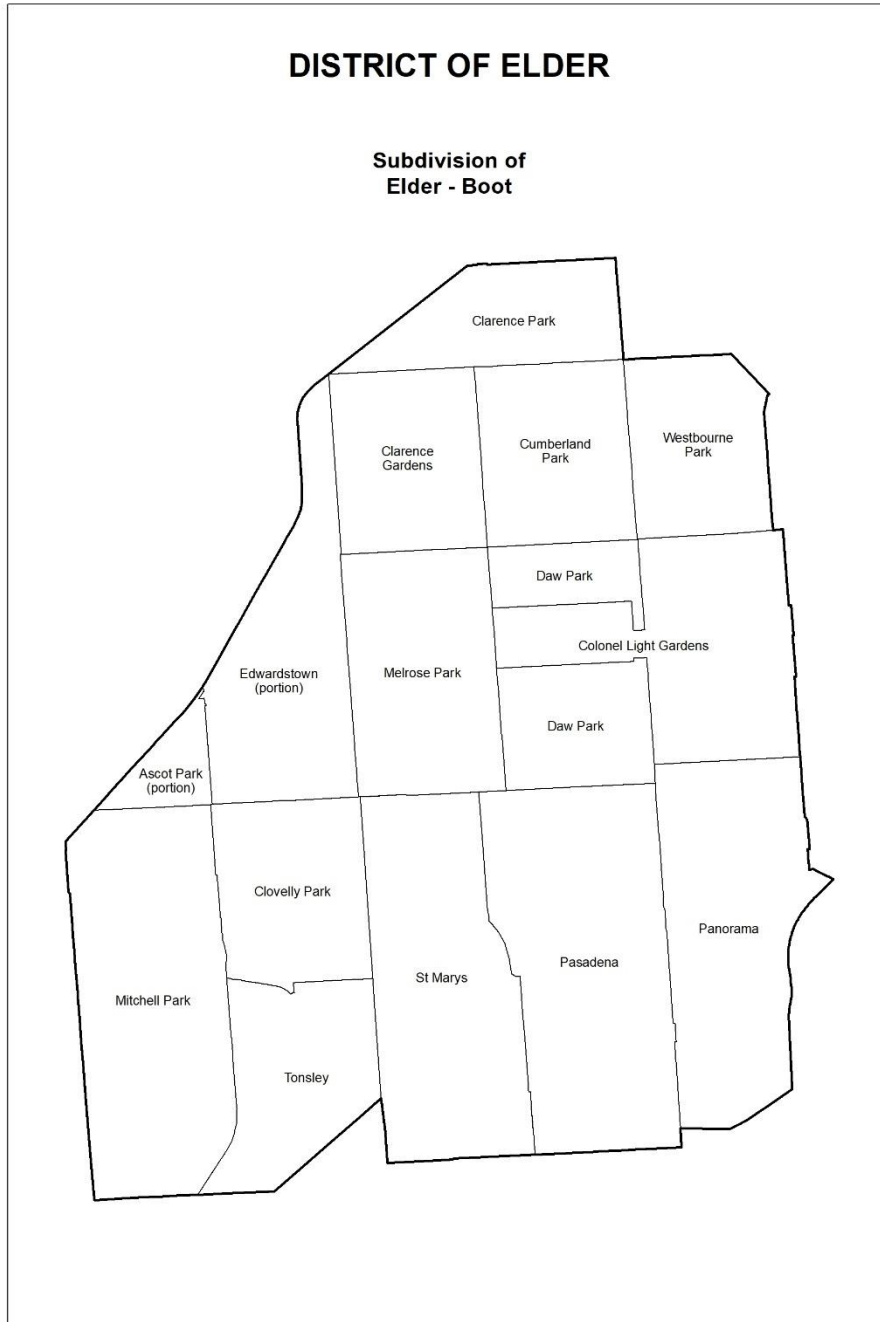 DISTRICT OF ELDER
Subdivision of
Elder - Boot
Clarence Park
Clarence
Gardens
Cumberland
Park
Westbourne
Park
Daw Park
Colonel Light Gardens
Edwardstown
(portion)
Melrose Park
Daw Park
Ascot Park
(portion)
Clovelly Park
Panorama
Pasadena
St Marys
Mitchell Park
Tonsley